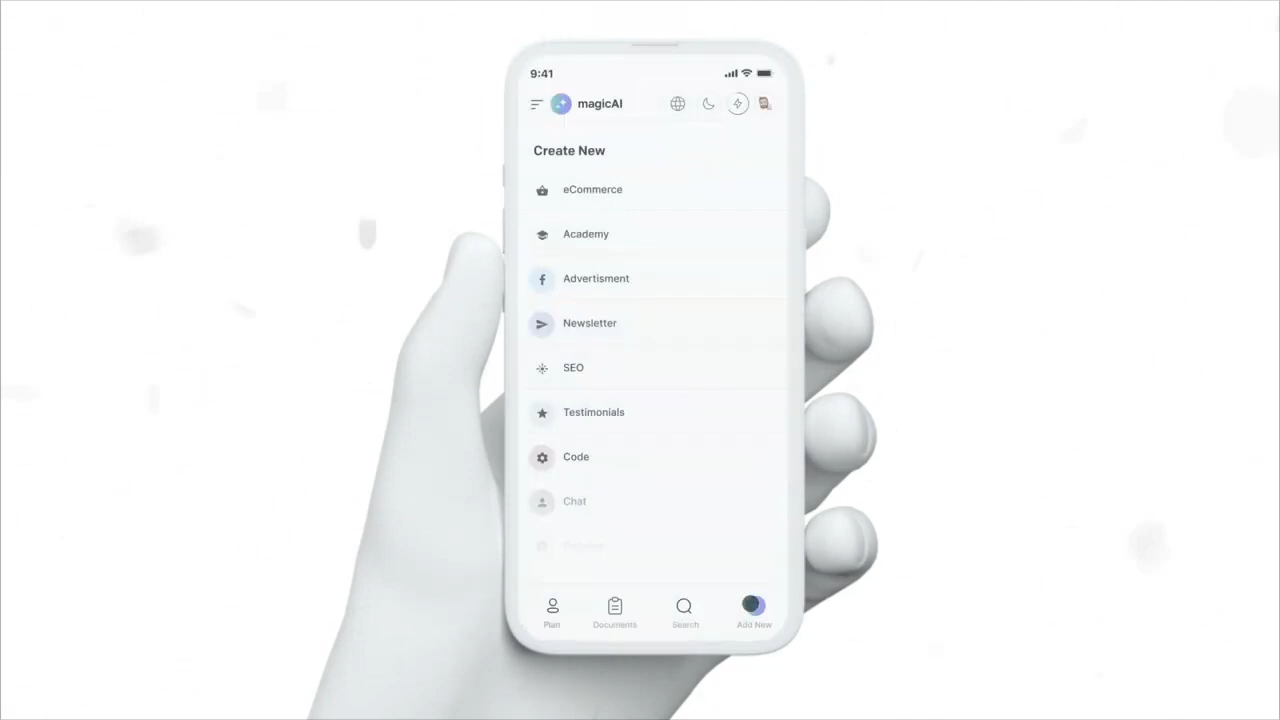 9:41
magicAI
Create New
eCommerce
Academy
Advertisment
Newsletter
SEO
Testimonials
Code
Chat
Plan
Documents
Search
Add New